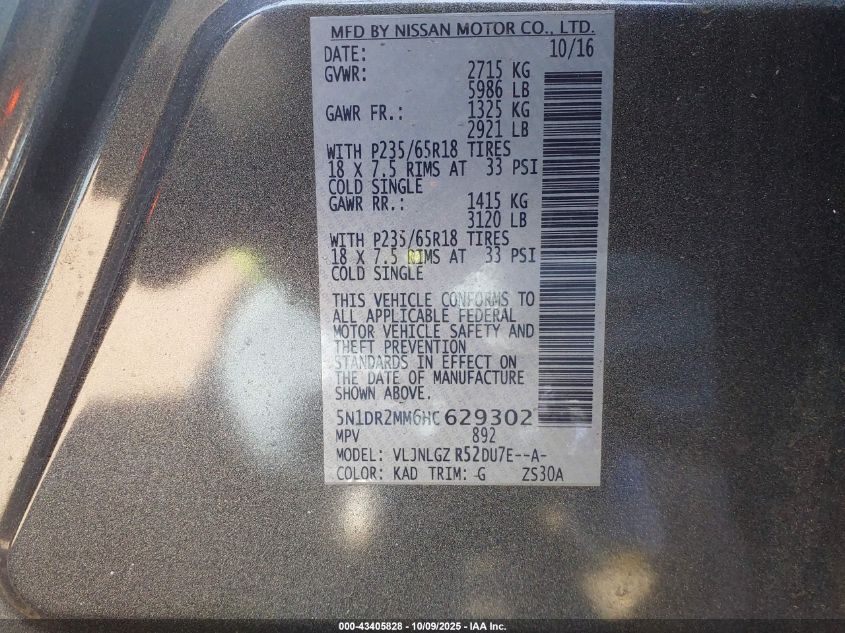 MFD BY NISSAN MOTOR CO., LTD.
DATE: 10/16
GVWR: 2715 KG
5986 LB
GAWR FR.: 1325 KG
2921 LB
WITH P235/65R18 TIRES
18 X 7.5 RIMS AT 33 PSI
COLD SINGLE
GAWR RR.: 1415 KG
3120 LB
WITH P235/65R18 TIRES
18 X 7.5 RIMS AT 33 PSI
COLD SINGLE
THIS VEHICLE CONFORMS TO
ALL APPLICABLE FEDERAL
MOTOR VEHICLE SAFETY AND
THEFT PREVENTION
STANDARDS IN EFFECT ON
THE DATE OF MANUFACTURE
SHOWN ABOVE.
5N1DR2MM6HC629302
MPV 892
MODEL: VLJNLGZ R52DU7E--A-
COLOR: KAD TRIM: G ZS30A
000-43405828 - 10/09/2025 - IAA Inc.